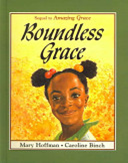 Sequel to Amazing Grace
Boundless
Grace
Mary Hoffman • Caroline Binch